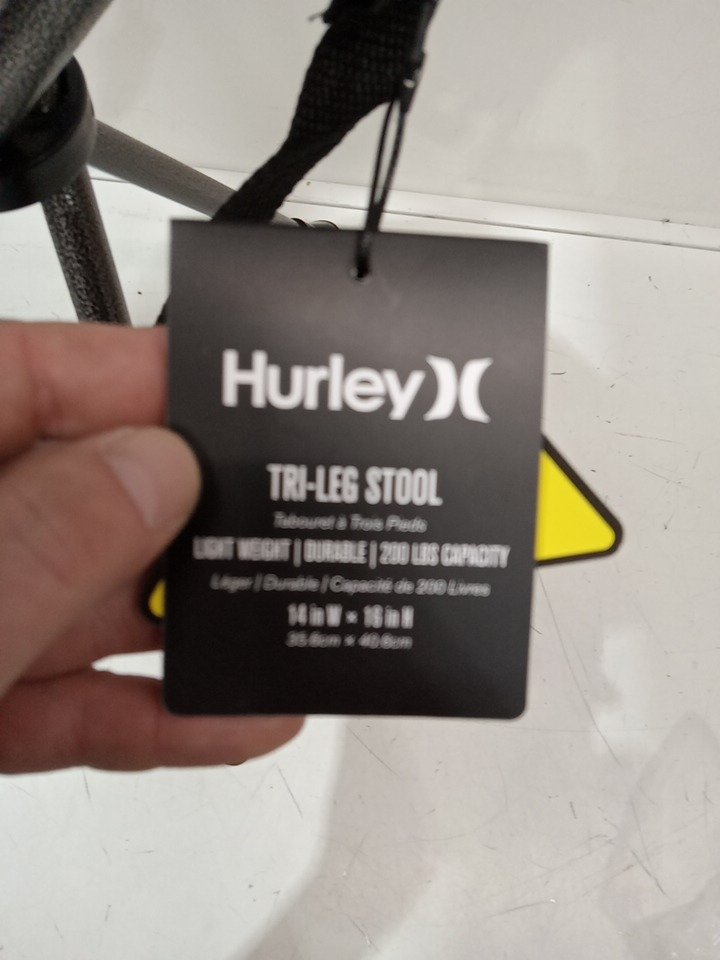 Hurley
TRI-LEG STOOL
Tabouret à Trois Pieds
LIGHT WEIGHT | DURABLE | 200 LBS CAPACITY
Léger | Durable | Capacité de 200 Livres
14 in W × 16 in H
35.6cm × 40.6cm